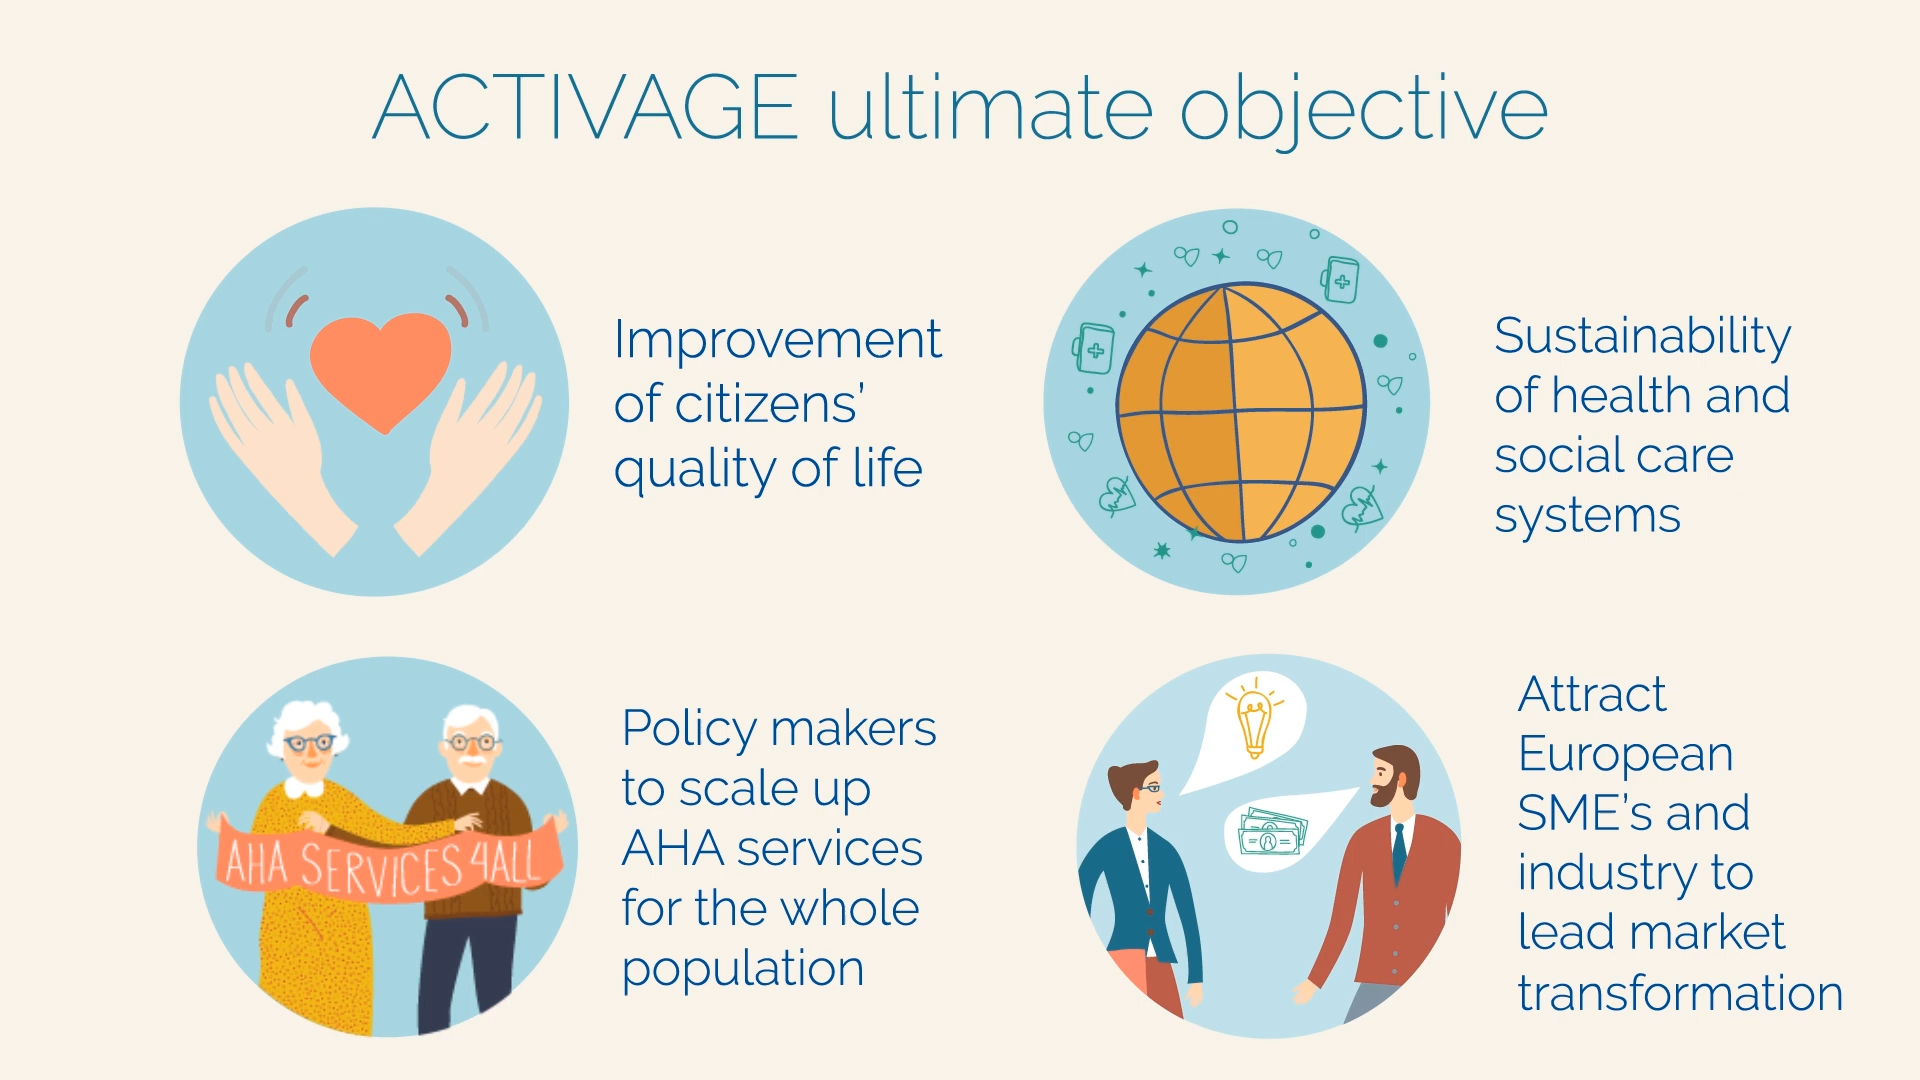 ACTIVAGE ultimate objective
Improvement
of citizens’
quality of life
Sustainability
of health and
social care
systems
AHA SERVICES 4ALL
Policy makers
to scale up
AHA services
for the whole
population
Attract
European
SME’s and
industry to
lead market
transformation